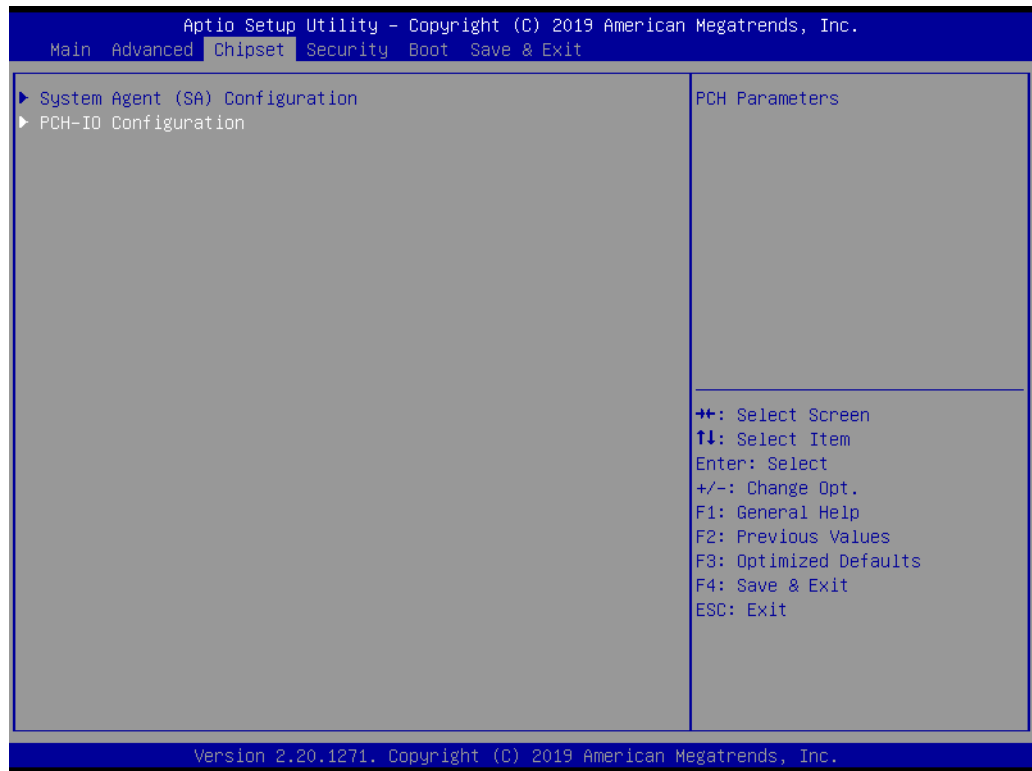 Aptio Setup Utility – Copyright (C) 2019 American Megatrends, Inc.
Main Advanced Chipset Security Boot Save & Exit
▶ System Agent (SA) Configuration
▶ PCH-IO Configuration
PCH Parameters
→←: Select Screen
↑↓: Select Item
Enter: Select
+/-: Change Opt.
F1: General Help
F2: Previous Values
F3: Optimized Defaults
F4: Save & Exit
ESC: Exit
Version 2.20.1271. Copyright (C) 2019 American Megatrends, Inc.